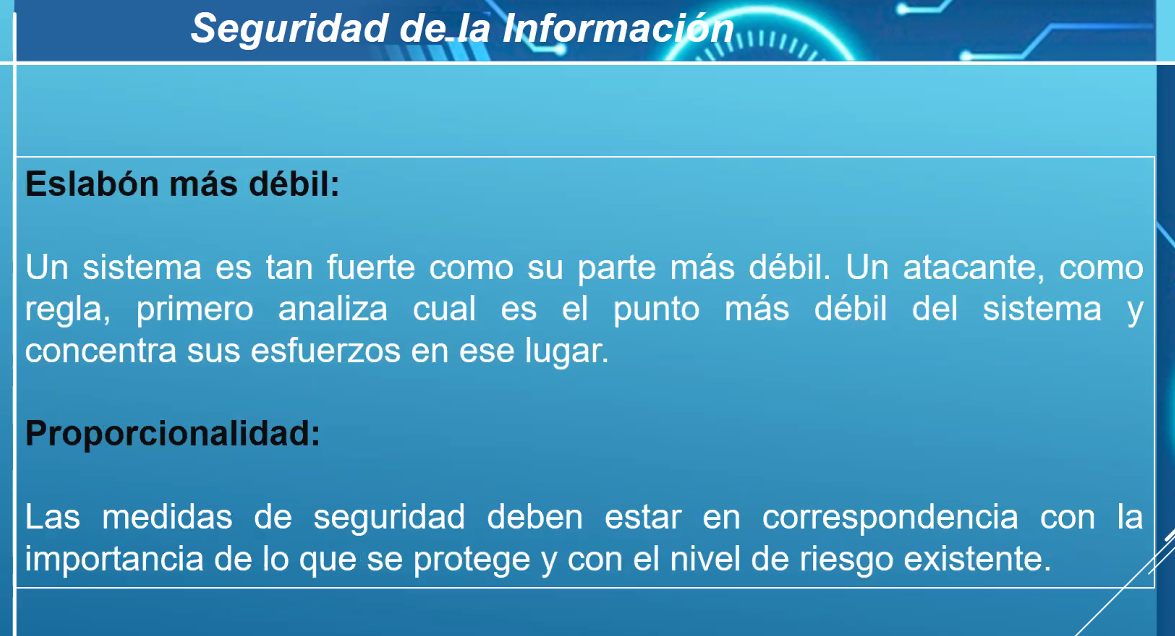 Seguridad de la Información
Eslabón más débil:
Un sistema es tan fuerte como su parte más débil. Un atacante, como
regla, primero analiza cual es el punto más débil del sistema y
concentra sus esfuerzos en ese lugar.
Proporcionalidad:
Las medidas de seguridad deben estar en correspondencia con la
importancia de lo que se protege y con el nivel de riesgo existente.